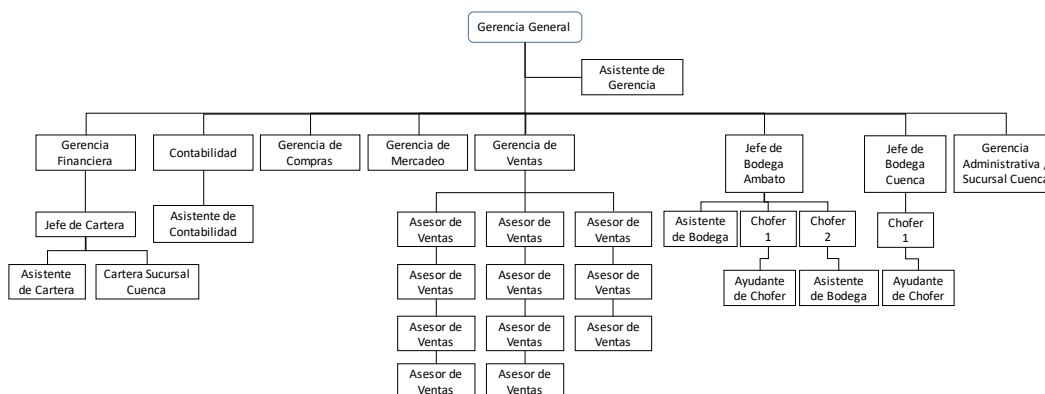 Gerencia General
Asistente de
Gerencia
Gerencia
Financiera
Contabilidad
Gerencia de
Compras
Gerencia de
Mercadeo
Gerencia de
Ventas
Jefe de
Bodega
Ambato
Jefe de
Bodega
Cuenca
Gerencia
Administrativa /
Sucursal Cuenca
Jefe de Cartera
Asistente de
Contabilidad
Asistente
de Cartera
Cartera Sucursal
Cuenca
Asesor de
Ventas
Asesor de
Ventas
Asesor de
Ventas
Asesor de
Ventas
Asesor de
Ventas
Asesor de
Ventas
Asesor de
Ventas
Asesor de
Ventas
Asesor de
Ventas
Asesor de
Ventas
Asesor de
Ventas
Asistente
de Bodega
Chofer
1
Chofer
2
Chofer
1
Ayudante
de Chofer
Asistente
de Bodega
Ayudante
de Chofer